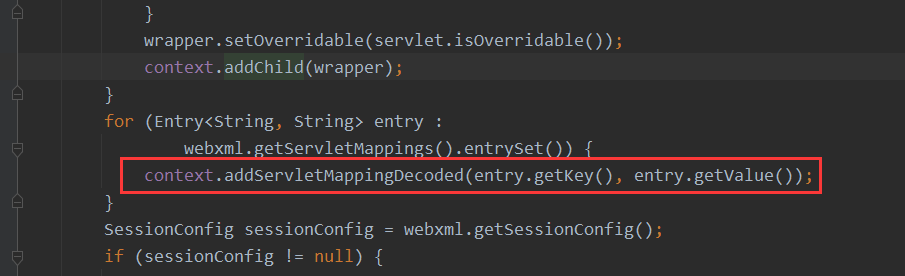 }
wrapper.setOverridable(servlet.isOverridable());
context.addChild(wrapper);
}
for (Entry<String, String> entry :
webxml.getServletMappings().entrySet()) {
context.addServletMappingDecoded(entry.getKey(), entry.getValue());
}
SessionConfig sessionConfig = webxml.getSessionConfig();
if (sessionConfig != null) {